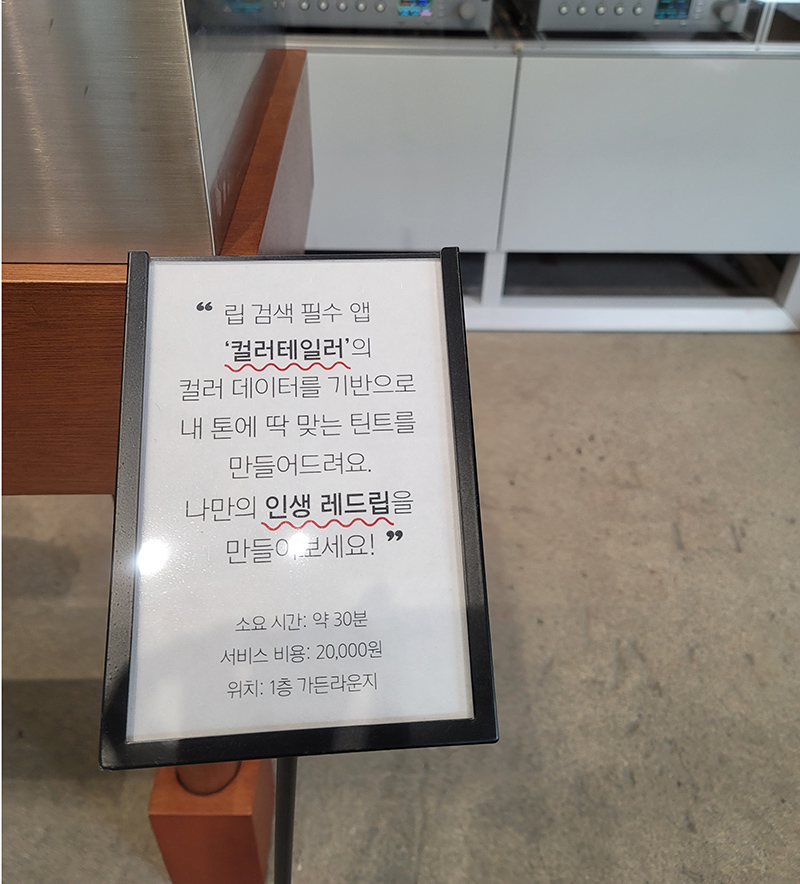 “ 립 검색 필수 앱
‘컬러테일러’의
컬러 데이터를 기반으로
내 톤에 딱 맞는 틴트를
만들어드려요.
나만의 인생 레드립을
만들어보세요! ”
소요 시간: 약 30분
서비스 비용: 20,000원
위치: 1층 가든라운지